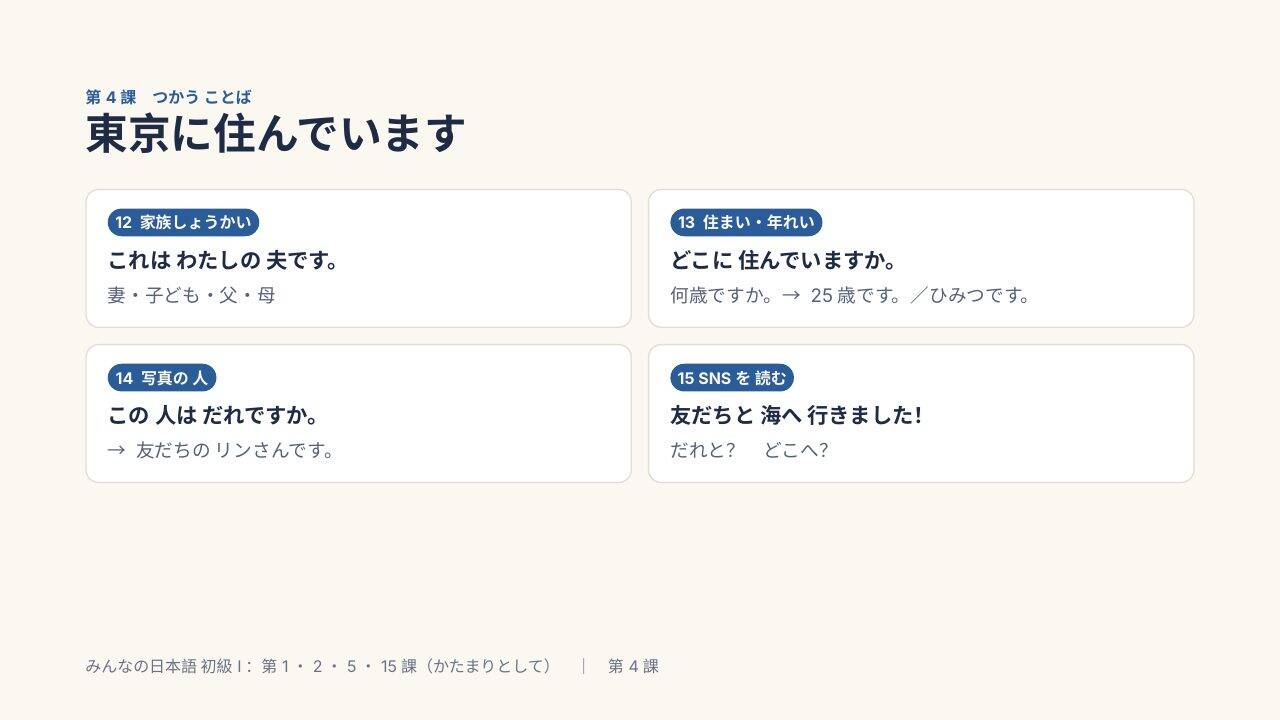 第 4 課　つかう ことば
東京に住んでいます
12 家族しょうかい
これは わたしの 夫です。
妻・子ども・父・母
13 住まい・年れい
どこに 住んでいますか。
何歳ですか。→ 25 歳です。／ひみつです。
14 写真の 人
この 人は だれですか。
→ 友だちの リンさんです。
15 SNS を 読む
友だちと 海へ 行きました！
だれと？　どこへ？
みんなの日本語 初級 I： 第 1・2・5・15 課（かたまりとして）　｜　第 4 課